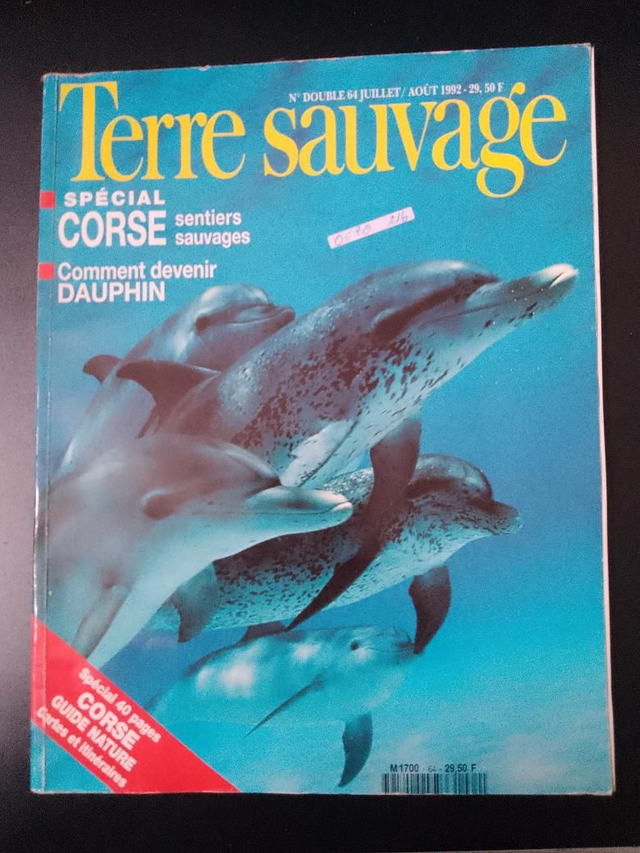 N° DOUBLE 64 JUILLET / AOÛT 1992 - 29, 50 F
Terre sauvage
SPÉCIAL
CORSE sentiers
sauvages
Comment devenir
DAUPHIN
Spécial 40 pages
CORSE
GUIDE NATURE
Cartes et itinéraires
M 1700 - 64 - 29,50 F